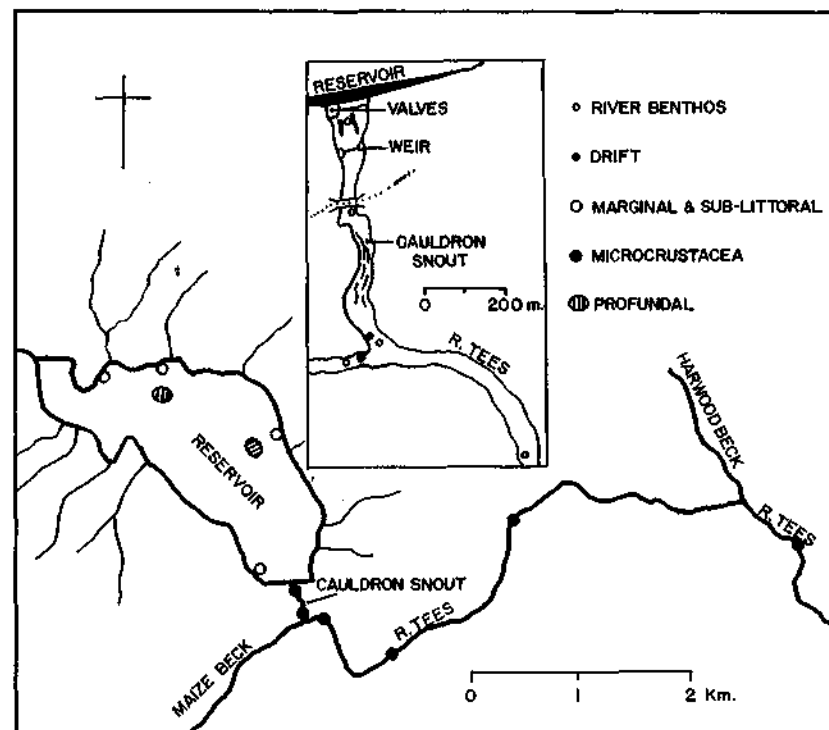 RESERVOIR
VALVES
WEIR
CAULDRON
SNOUT
0 200 m.
R. TEES
RIVER BENTHOS
DRIFT
MARGINAL & SUB-LITTORAL
MICROCRUSTACEA
PROFUNDAL
HARWOOD BECK
RESERVOIR
R. TEES
CAULDRON SNOUT
R. TEES
MAIZE BECK
0 1 2 Km.